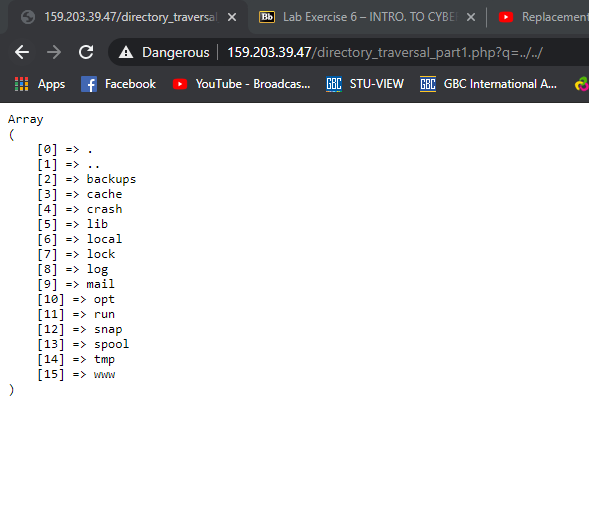 159.203.39.47/directory_traversal
Lab Exercise 6 – INTRO. TO CYBE
Replacement
Dangerous
159.203.39.47/directory_traversal_part1.php?q=../../
Apps
Facebook
YouTube - Broadcas...
STU-VIEW
GBC International A...
Array
(
[0] => .
[1] => ..
[2] => backups
[3] => cache
[4] => crash
[5] => lib
[6] => local
[7] => lock
[8] => log
[9] => mail
[10] => opt
[11] => run
[12] => snap
[13] => spool
[14] => tmp
[15] => www
)